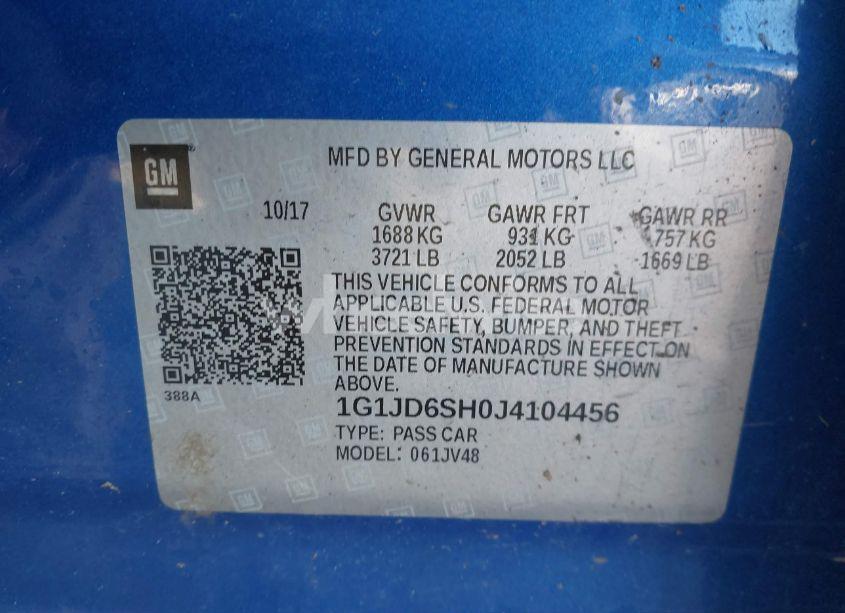 GM
MFD BY GENERAL MOTORS LLC
10/17 GVWR GAWR FRT GAWR RR
1688 KG 931 KG 757 KG
3721 LB 2052 LB 1669 LB
THIS VEHICLE CONFORMS TO ALL
APPLICABLE U.S. FEDERAL MOTOR
VEHICLE SAFETY, BUMPER, AND THEFT
PREVENTION STANDARDS IN EFFECT ON
THE DATE OF MANUFACTURE SHOWN
ABOVE.
388A
1G1JD6SH0J4104456
TYPE: PASS CAR
MODEL: 061JV48